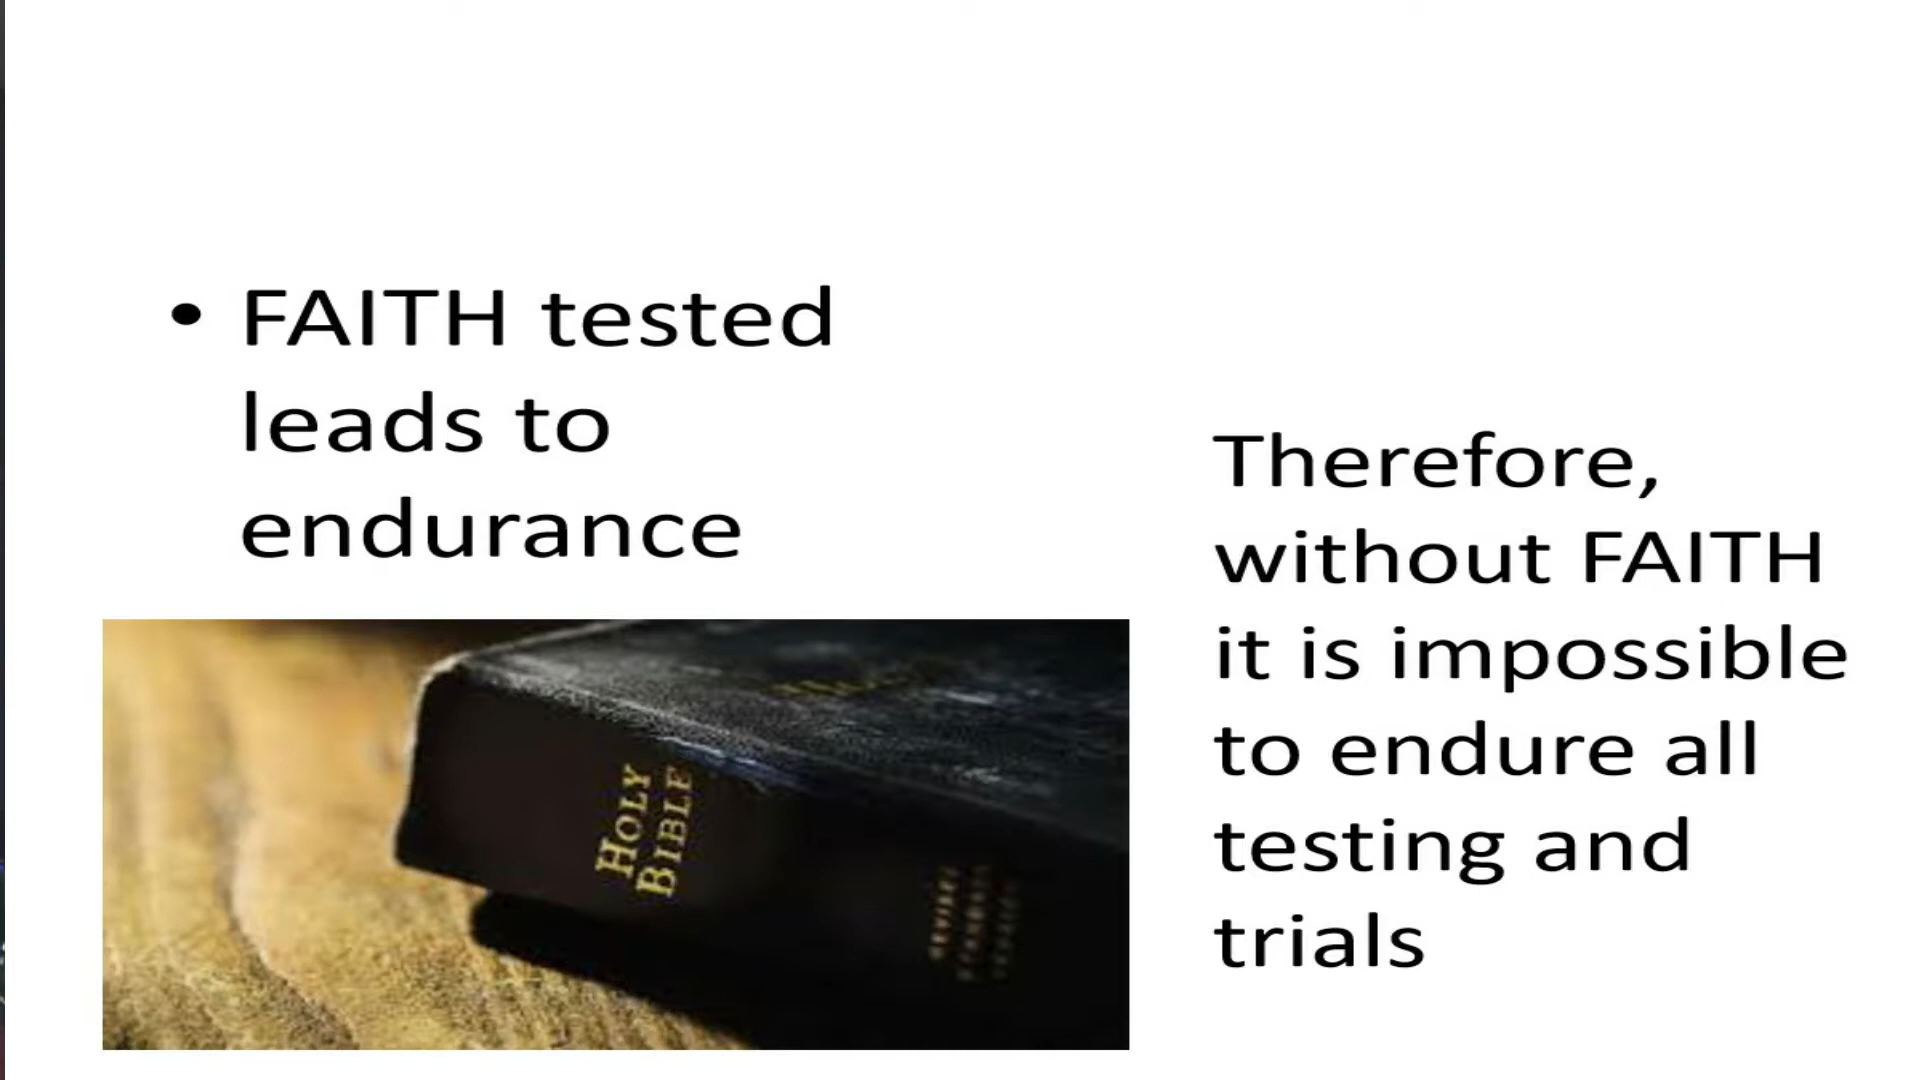 • FAITH tested
leads to
endurance
Therefore,
without FAITH
it is impossible
to endure all
testing and
trials
HOLY
BIBLE